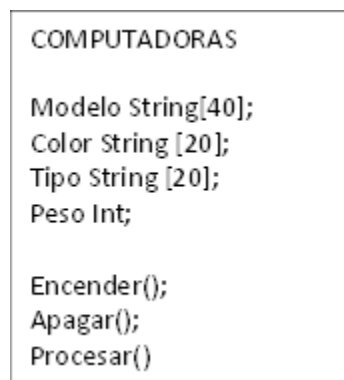 COMPUTADORAS
Modelo String[40];
Color String [20];
Tipo String [20];
Peso Int;
Encender();
Apagar();
Procesar()